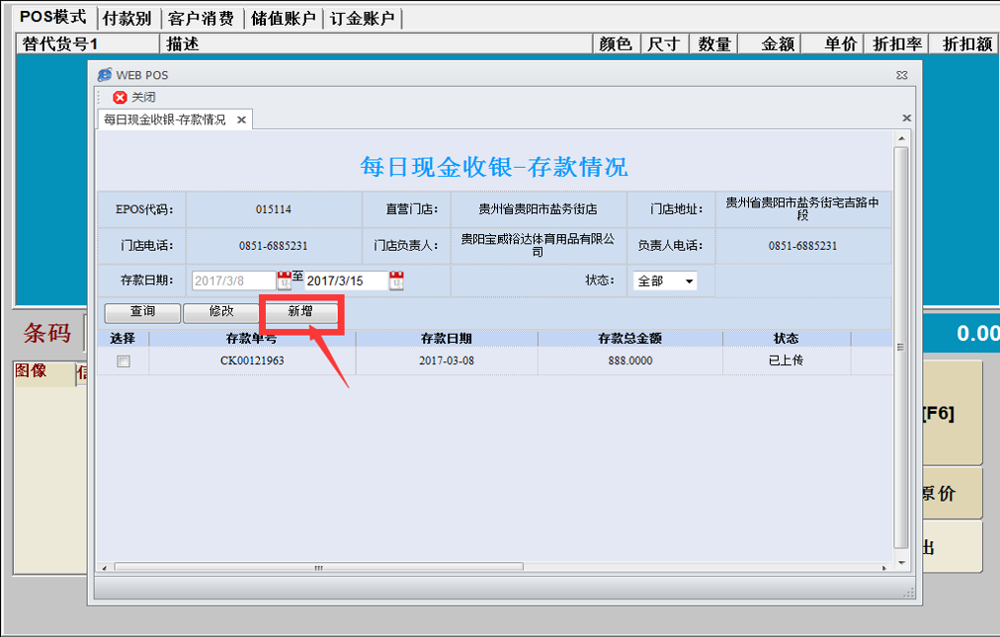 POS模式 付款别 客户消费 储值账户 订金账户
替代货号1 描述 颜色 尺寸 数量 金额 单价 折扣率 折扣额
WEB POS
关闭
每日现金收银-存款情况
每日现金收银-存款情况
EPOS代码: 015114 直营门店: 贵州省贵阳市盐务街店 门店地址: 贵州省贵阳市盐务街宅吉路中
段
门店电话: 0851-6885231 门店负责人: 贵阳宝威裕达体育用品有限公
司 负责人电话: 0851-6885231
存款日期: 2017/3/8 至 2017/3/15 状态: 全部
查询 修改 新增
选择 存款单号 存款日期 存款总金额 状态
CK00121963 2017-03-08 888.0000 已上传
条码 0.00
图像
[F6]
原价
出